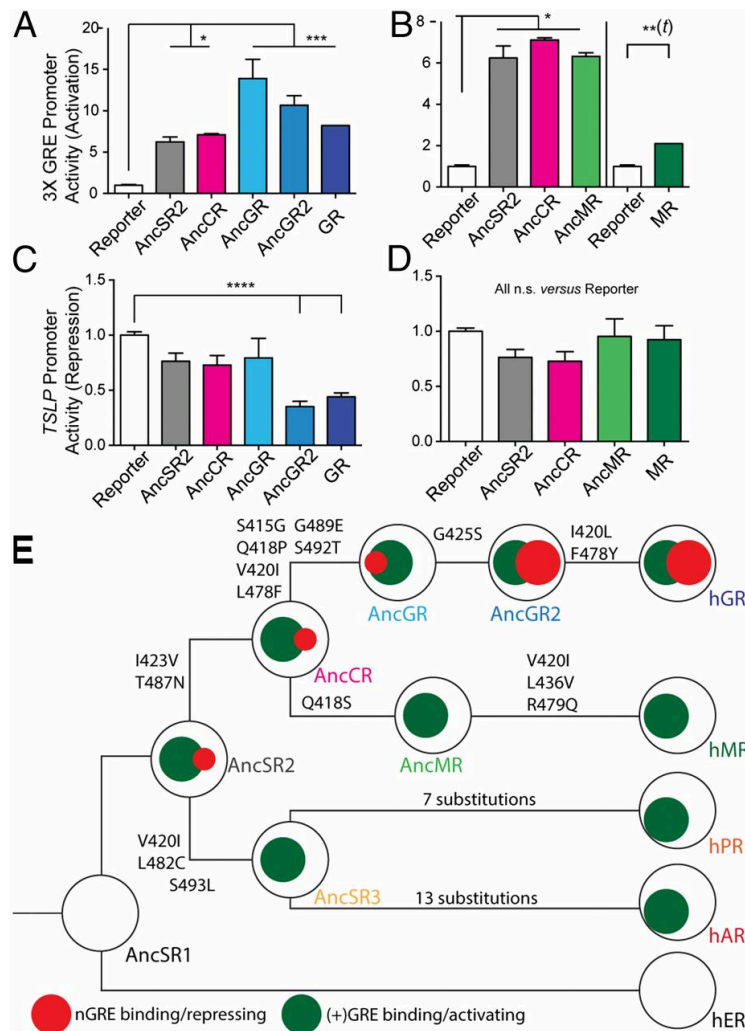 A
3X GRE Promoter
Activity (Activation)
20
15
10
5
0
*
***
Reporter
AncSR2
AncCR
AncGR
AncGR2
GR
B
8
6
4
2
0
*
**(t)
Reporter
AncSR2
AncCR
AncMR
Reporter
MR
C
TSLP Promoter
Activity (Repression)
1.5
1.0
0.5
0.0
****
Reporter
AncSR2
AncCR
AncGR
AncGR2
GR
D
1.5
1.0
0.5
0.0
All n.s. versus Reporter
Reporter
AncSR2
AncCR
AncMR
MR
E
S415G G489E
Q418P S492T
V420I
L478F
G425S
I420L
F478Y
AncGR
AncGR2
hGR
I423V
T487N
AncCR
Q418S
V420I
L436V
R479Q
AncMR
hMR
AncSR2
V420I
L482C
S493L
7 substitutions
hPR
AncSR3
13 substitutions
hAR
AncSR1
hER
nGRE binding/repressing
(+)GRE binding/activating